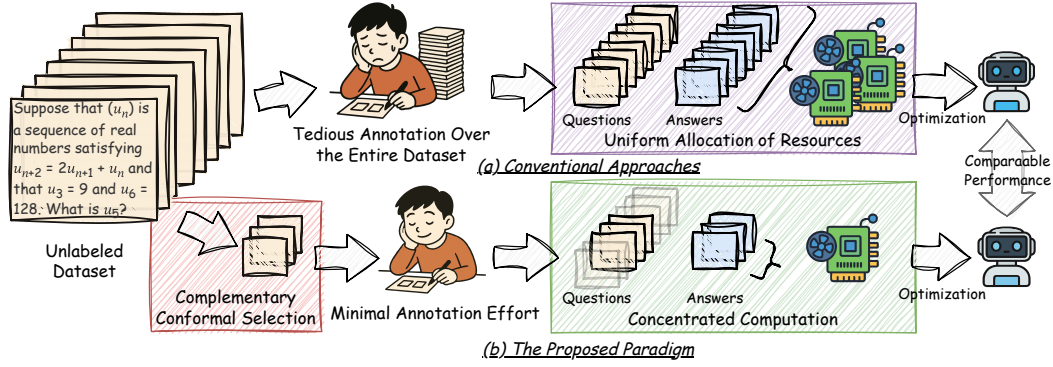 Suppose that (uₙ) is
a sequence of real
numbers satisfying
uₙ₊₂ = 2uₙ₊₁ + uₙ and
that u₃ = 9 and u₆ =
128. What is u₅?
Unlabeled
Dataset
Tedious Annotation Over
the Entire Dataset
Questions
Answers
Uniform Allocation of Resources
Optimization
(a) Conventional Approaches
Comparaable
Performance
Complementary
Conformal Selection
Minimal Annotation Effort
Questions
Answers
Concentrated Computation
Optimization
(b) The Proposed Paradigm